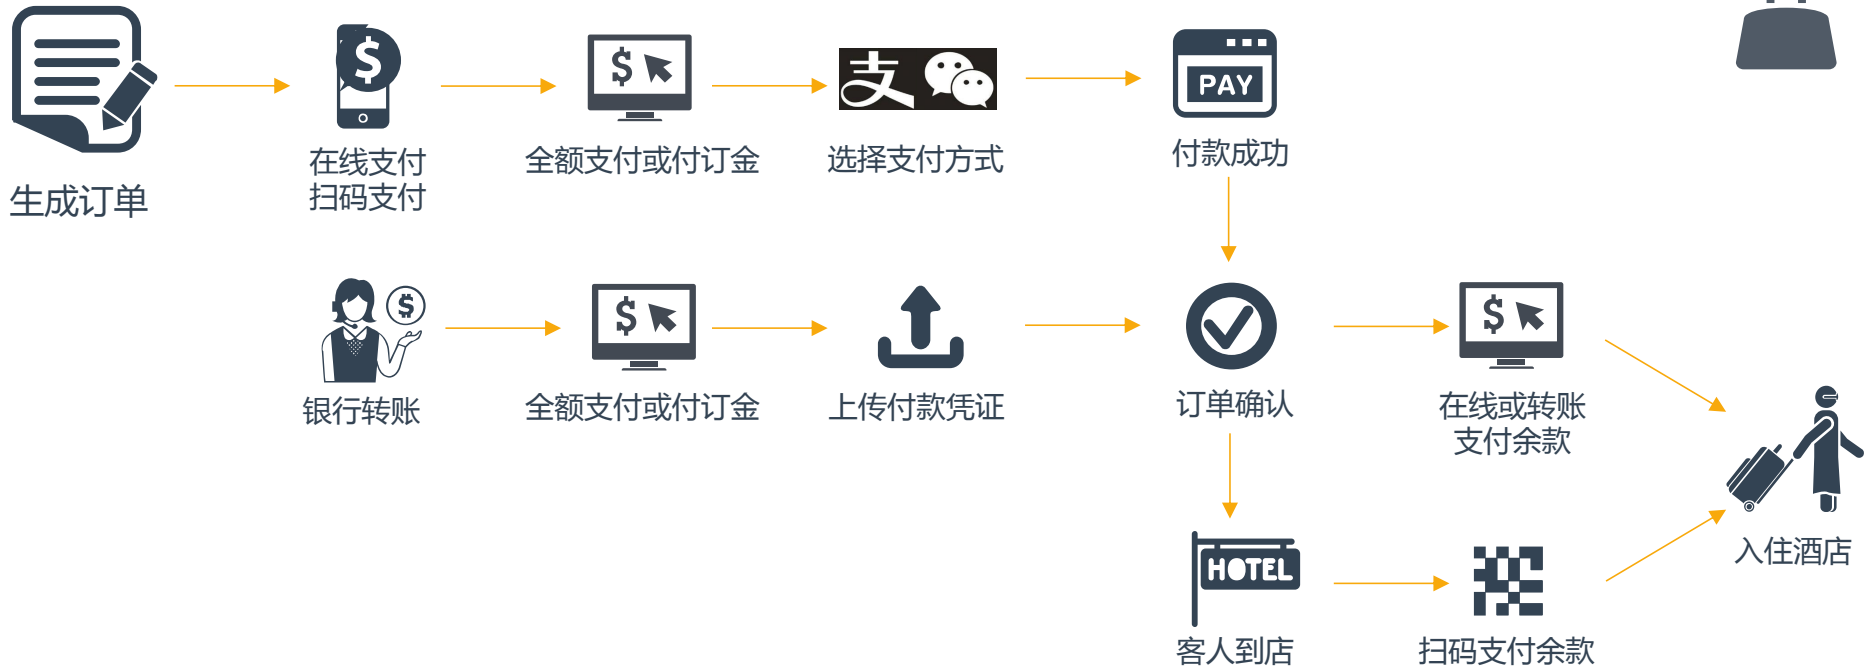 PAY
在线支付
扫码支付
全额支付或付订金
选择支付方式
付款成功
生成订单
银行转账
全额支付或付订金
上传付款凭证
订单确认
在线或转账
支付余款
HOTEL
入住酒店
客人到店
扫码支付余款